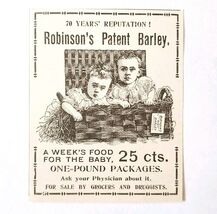 70 YEARS' REPUTATION!
Robinson's Patent Barley,
A WEEK'S FOOD
FOR THE BABY, 25 cts.
ONE-POUND PACKAGES.
Ask your Physician about it.
FOR SALE BY GROCERS AND DRUGGISTS.